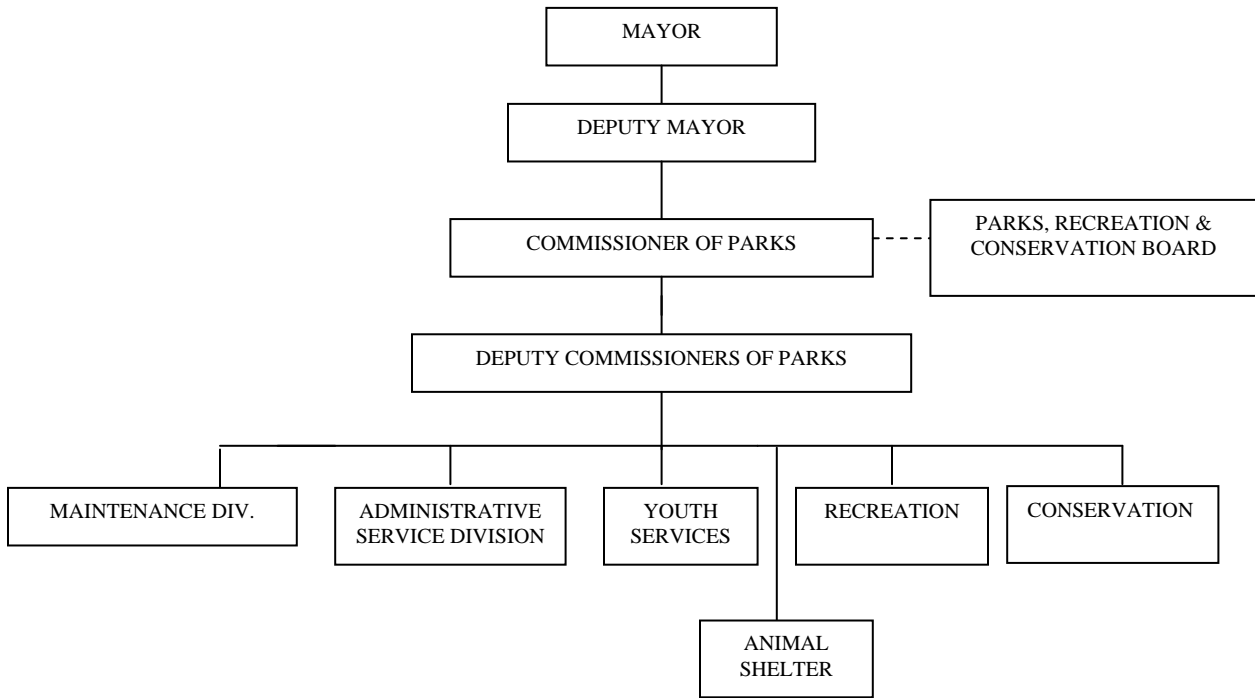 MAYOR
DEPUTY MAYOR
COMMISSIONER OF PARKS
PARKS, RECREATION &
CONSERVATION BOARD
DEPUTY COMMISSIONERS OF PARKS
MAINTENANCE DIV.
ADMINISTRATIVE
SERVICE DIVISION
YOUTH
SERVICES
RECREATION
CONSERVATION
ANIMAL
SHELTER